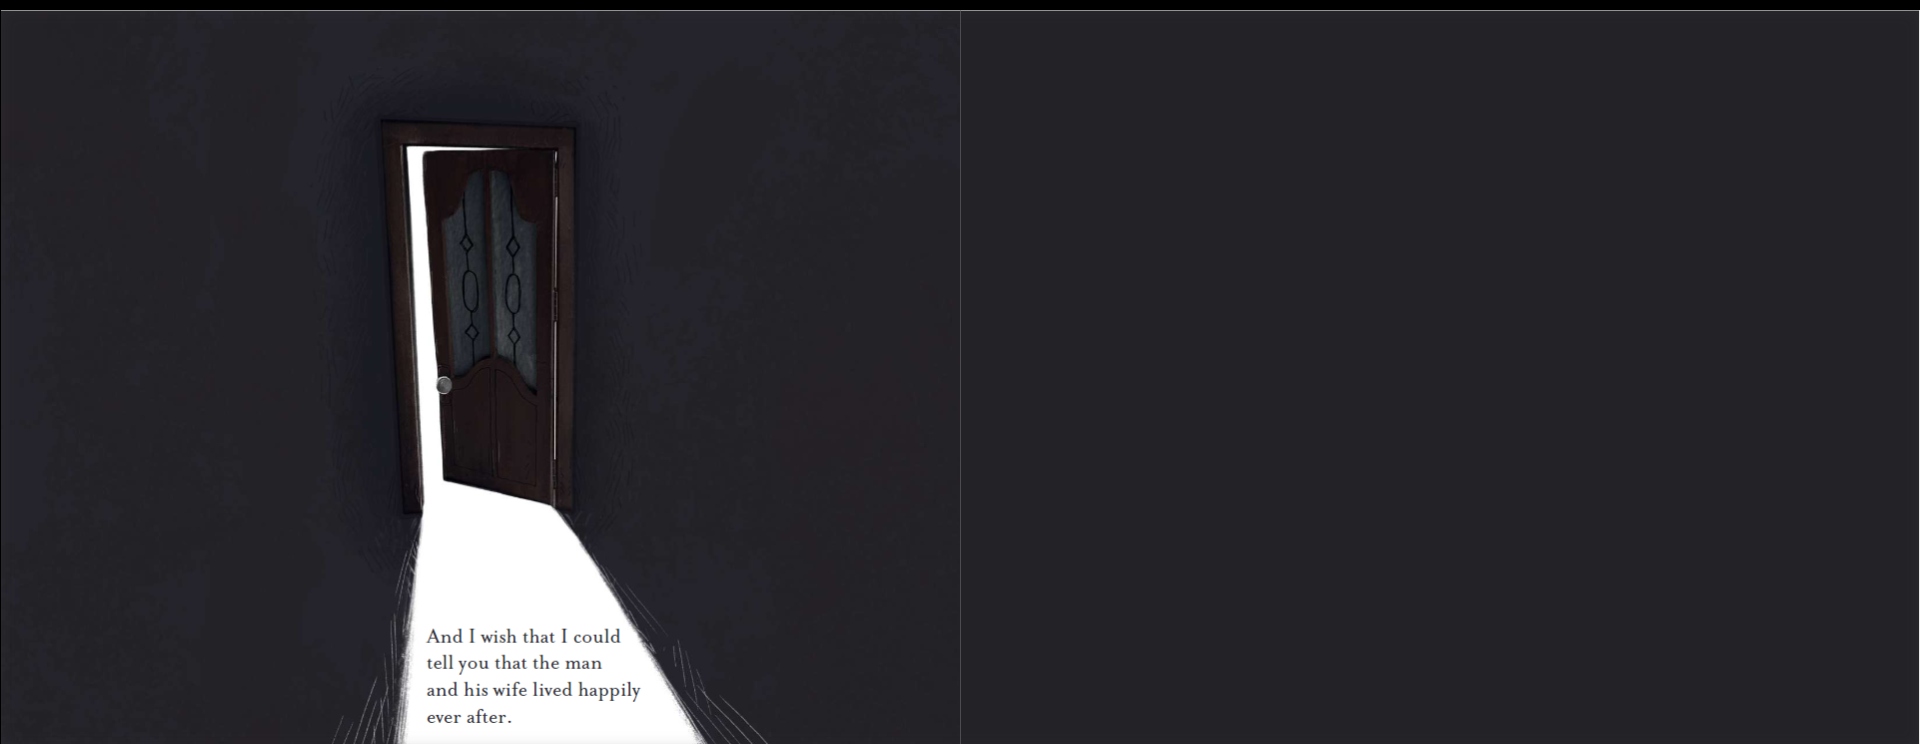 And I wish that I could
tell you that the man
and his wife lived happily
ever after.